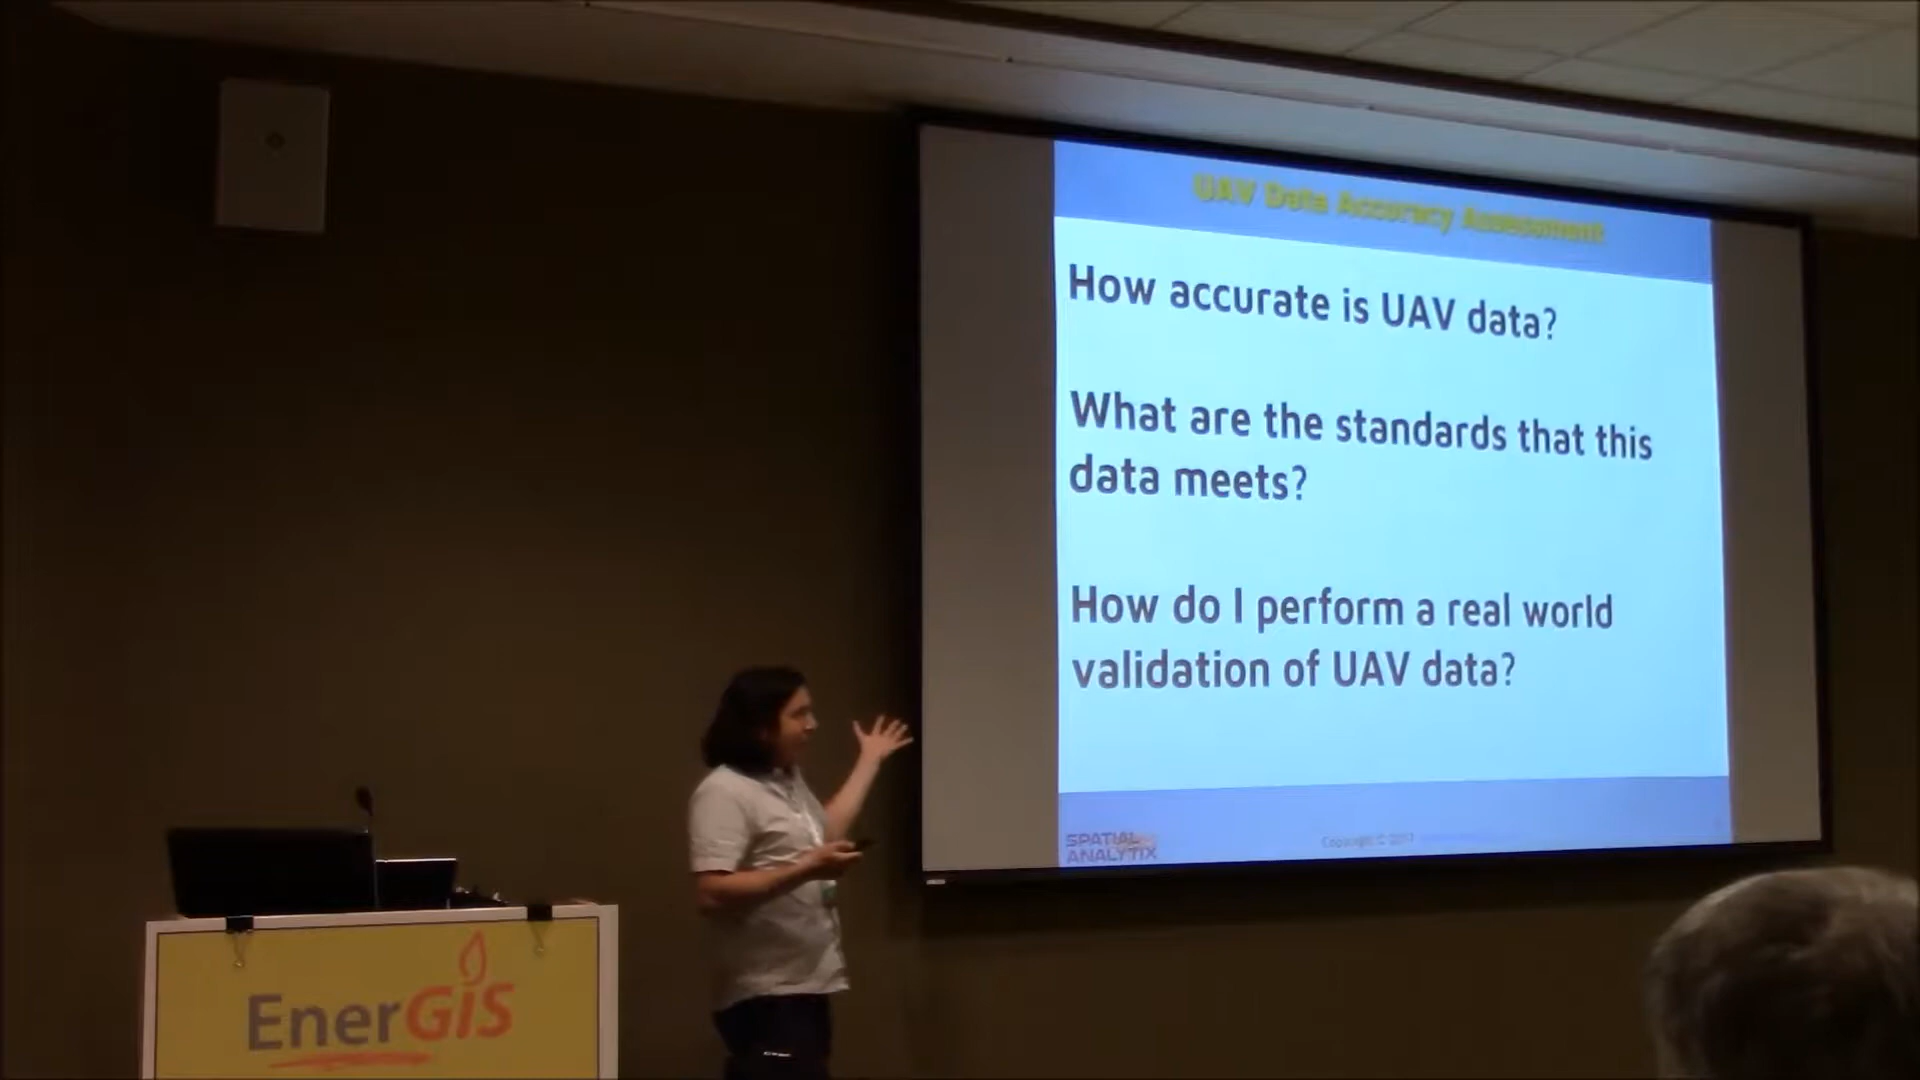 UAV Data Accuracy Assessment
How accurate is UAV data?
What are the standards that this
data meets?
How do I perform a real world
validation of UAV data?
SPATIAL
ANALYTIX
Copyright ©
EnerGIS